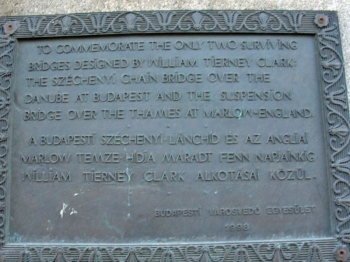 TO COMMEMORATE THE ONLY TWO SURVIVING
BRIDGES DESIGNED BY WILLIAM TIERNEY CLARK:
THE SZÉCHENYI CHAIN BRIDGE OVER THE
DANUBE AT BUDAPEST AND THE SUSPENSION
BRIDGE OVER THE THAMES AT MARLOW-ENGLAND.
A BUDAPESTI SZÉCHENYI-LÁNCHÍD ÉS AZ ANGLIAI
MARLOW TEMZE-HÍDJA MARADT FENN NAPJAINKIG
WILLIAM TIERNEY CLARK ALKOTÁSAI KÖZÜL.
BUDAPESTI VÁROSVÉDŐ EGYESÜLET